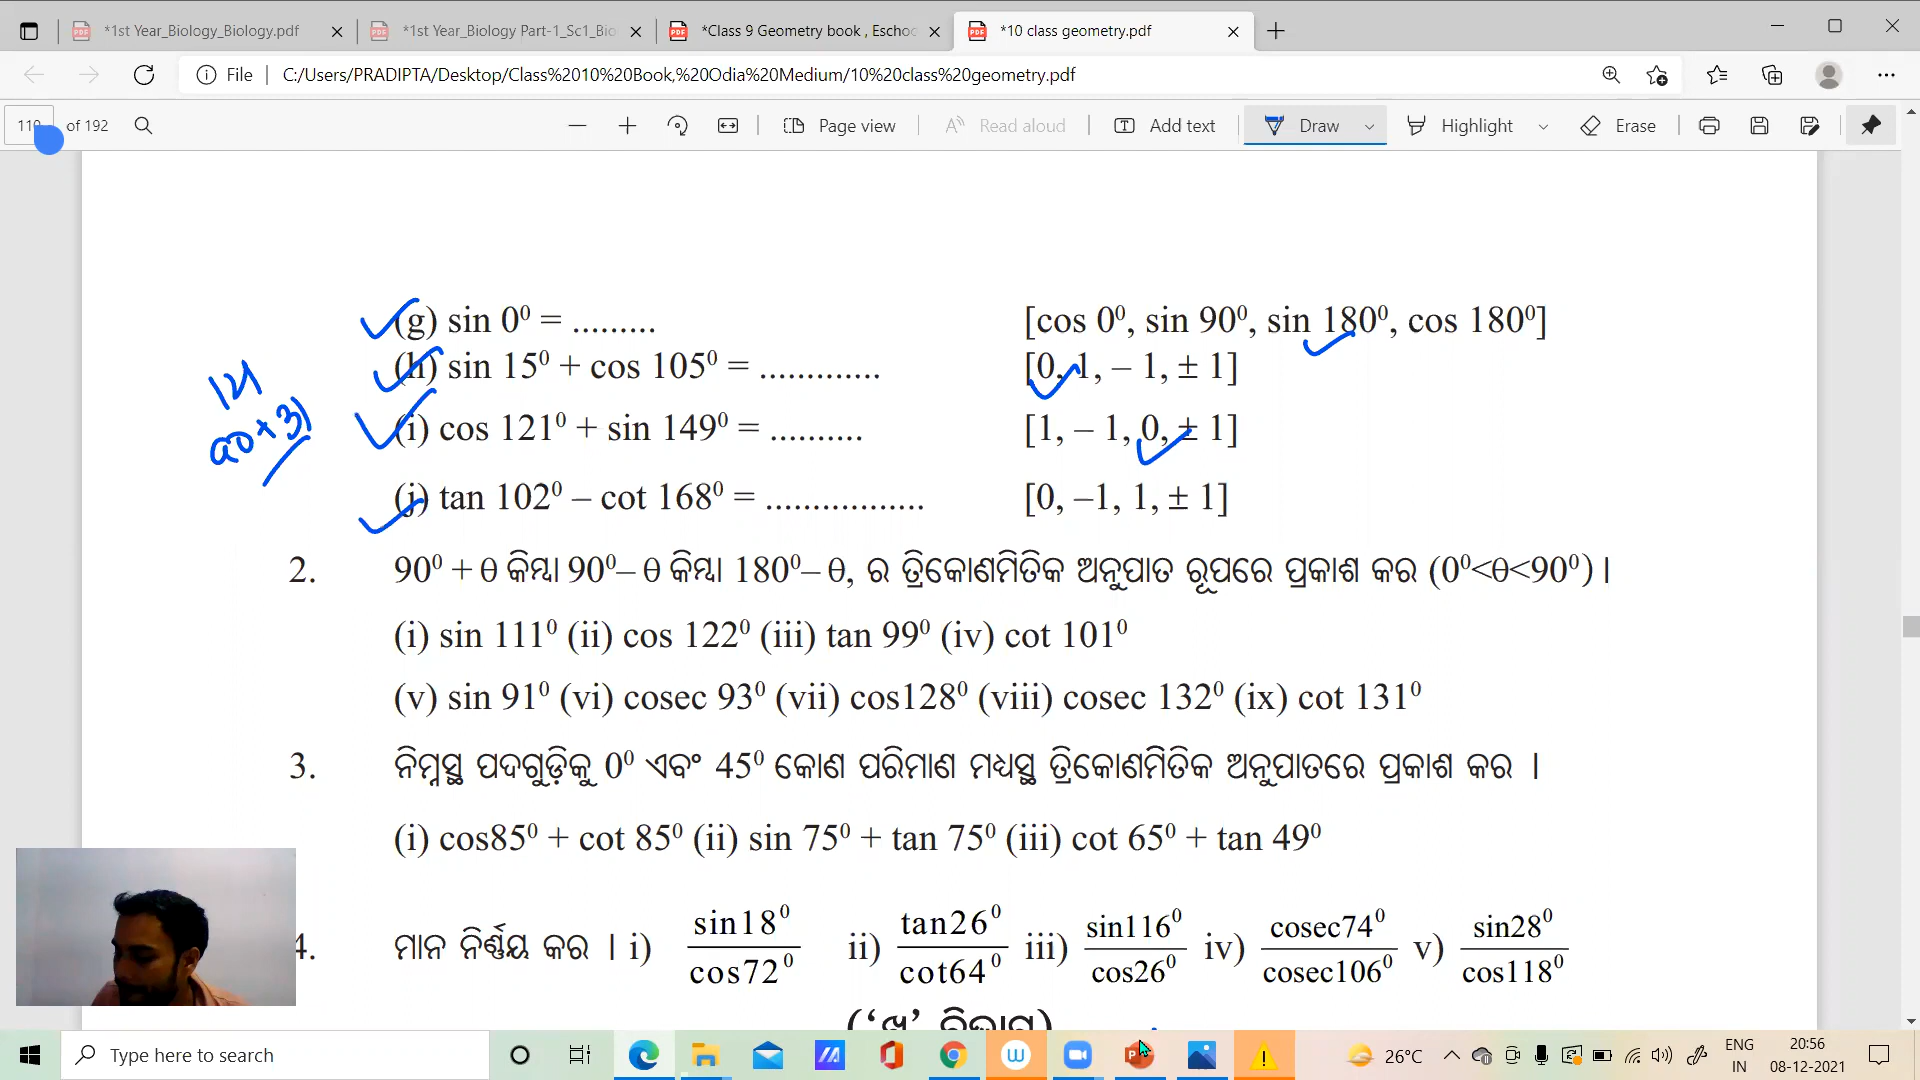 *1st Year_Biology_Biology.pdf
*1st Year_Biology Part-1_Sc1_Bio
*Class 9 Geometry book , Eschoo
*10 class geometry.pdf
File
C:/Users/PRADIPTA/Desktop/Class%2010%20Book,%20Odia%20Medium/10%20class%20geometry.pdf
of 192
Page view
Read aloud
Add text
Draw
Highlight
Erase
(g) sin 0⁰ = .........
[cos 0⁰, sin 90⁰, sin 180⁰, cos 180⁰]
(h) sin 15⁰ + cos 105⁰ = .............
[0, 1, – 1, ± 1]
121
90+31
(i) cos 121⁰ + sin 149⁰ = ..........
[1, – 1, 0, ± 1]
(j) tan 102⁰ – cot 168⁰ = .................
[0, –1, 1, ± 1]
2. 90⁰ + θ କିମ୍ୱା 90⁰– θ କିମ୍ୱା 180⁰– θ, ର ତ୍ରିକୋଣମିତିକ ଅନୁପାତ ରୂପରେ ପ୍ରକାଶ କର (0⁰<θ<90⁰) ।
(i) sin 111⁰ (ii) cos 122⁰ (iii) tan 99⁰ (iv) cot 101⁰
(v) sin 91⁰ (vi) cosec 93⁰ (vii) cos128⁰ (viii) cosec 132⁰ (ix) cot 131⁰
3. ନିମ୍ନସ୍ଥ ପଦଗୁଡ଼ିକୁ 0⁰ ଏବଂ 45⁰ କୋଣ ପରିମାଣ ମଧ୍ୟସ୍ଥ ତ୍ରିକୋଣମିତିକ ଅନୁପାତରେ ପ୍ରକାଶ କର ।
(i) cos85⁰ + cot 85⁰ (ii) sin 75⁰ + tan 75⁰ (iii) cot 65⁰ + tan 49⁰
4. ମାନ ନିର୍ଣ୍ଣୟ କର । i) sin18⁰/cos72⁰ ii) tan26⁰/cot64⁰ iii) sin116⁰/cos26⁰ iv) cosec74⁰/cosec106⁰ v) sin28⁰/cos118⁰
('ଖ' ବିଭାଗ)
Type here to search
26°C
ENG
IN
20:56
08-12-2021